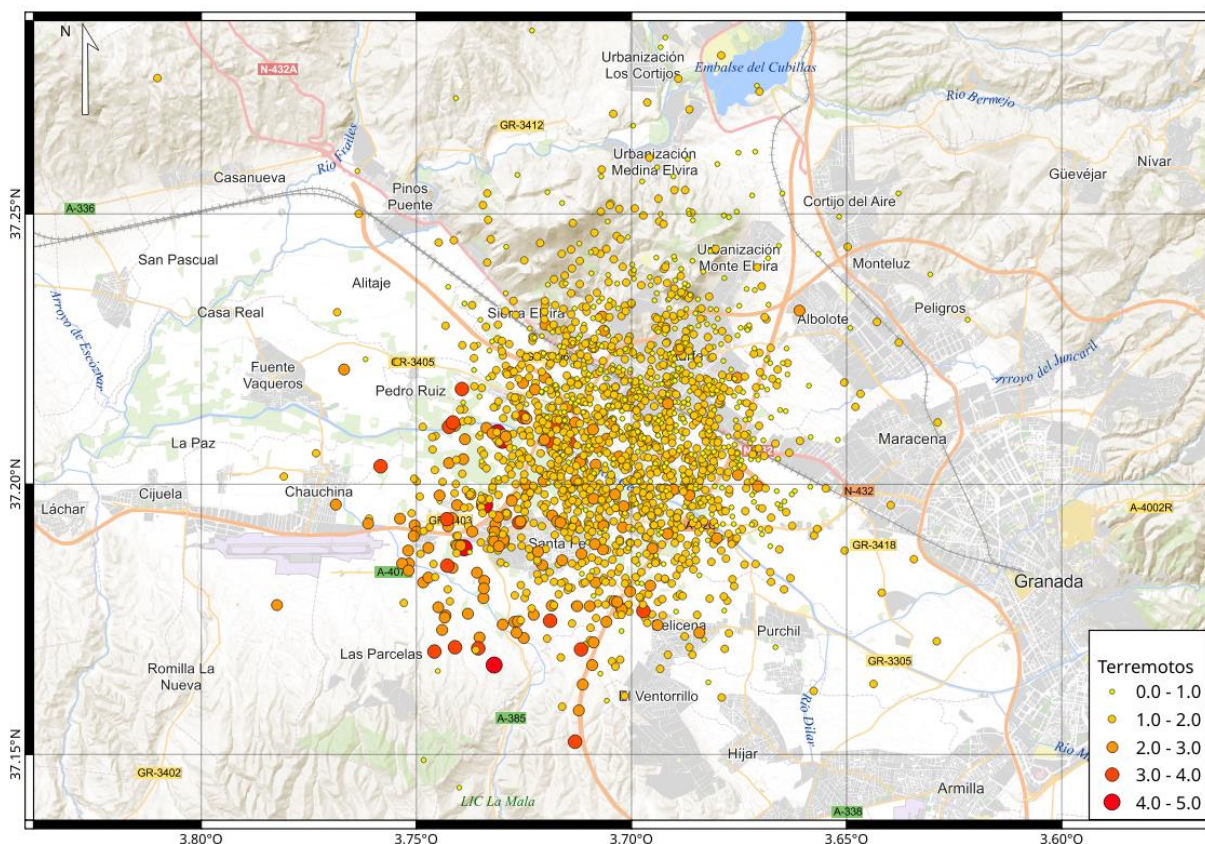 N
N-432A
Urbanización
Los Cortijos
Embalse del Cubillas
Río Bermejo
GR-3412
Río Frailes
Urbanización
Medina Elvira
Nívar
Güevéjar
Casanueva
Pinos
Puente
Cortijo del Aire
A-336
37.25°N
Urbanización
Monte Elvira
San Pascual
Monteluz
Alitaje
Arroyo de Escóznar
Casa Real
Sierra Elvira
Albolote
Peligros
GR-3405
Fuente
Vaqueros
Arroyo del Juncaril
Pedro Ruiz
La Paz
Maracena
37.20°N
Láchar
Cijuela
Chauchina
N-432
A-4002R
GR-3403
Santa Fe
GR-3418
A-407
Granada
Purchil
Las Parcelas
GR-3305
Romilla La
Nueva
El Ventorrillo
Río Dílar
A-385
Híjar
37.15°N
GR-3402
Armilla
LIC La Mala
A-338
Terremotos
0.0 - 1.0
1.0 - 2.0
2.0 - 3.0
3.0 - 4.0
4.0 - 5.0
3.80°W
3.75°W
3.70°W
3.65°W
3.60°W